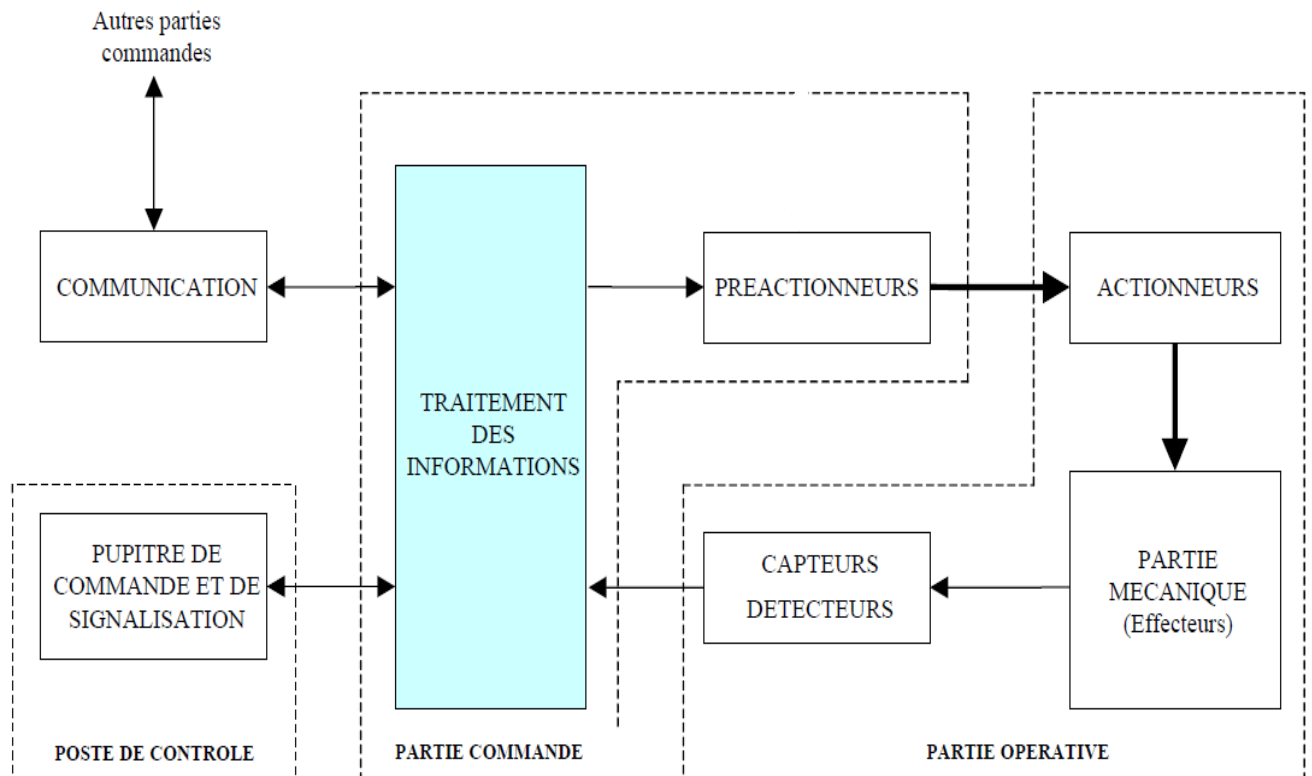 Autres parties
commandes
COMMUNICATION
PREACTIONNEURS
ACTIONNEURS
TRAITEMENT
DES
INFORMATIONS
PUPITRE DE
COMMANDE ET DE
SIGNALISATION
CAPTEURS
DETECTEURS
PARTIE
MECANIQUE
(Effecteurs)
POSTE DE CONTROLE
PARTIE COMMANDE
PARTIE OPERATIVE